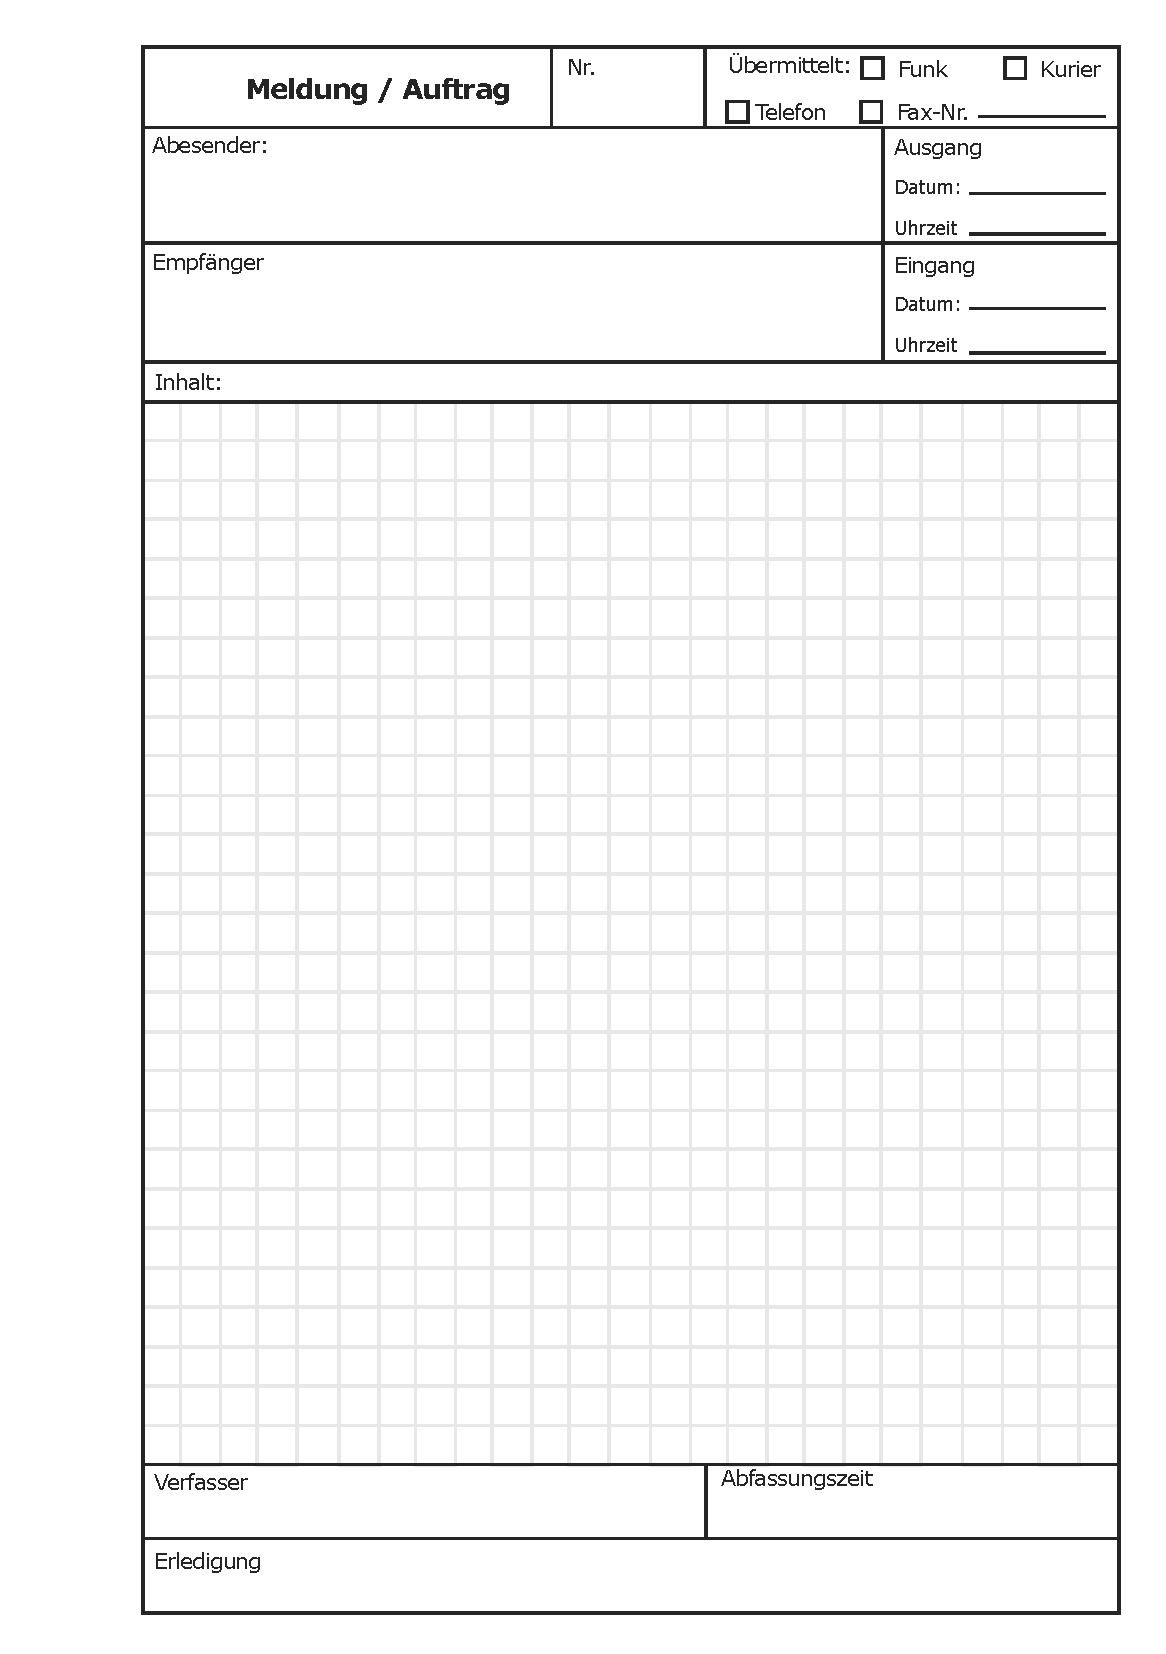 Meldung / Auftrag
Nr.
Übermittelt: Funk Kurier
Telefon Fax-Nr.
Abesender:
Ausgang
Datum:
Uhrzeit
Empfänger
Eingang
Datum:
Uhrzeit
Inhalt:
Verfasser
Abfassungszeit
Erledigung